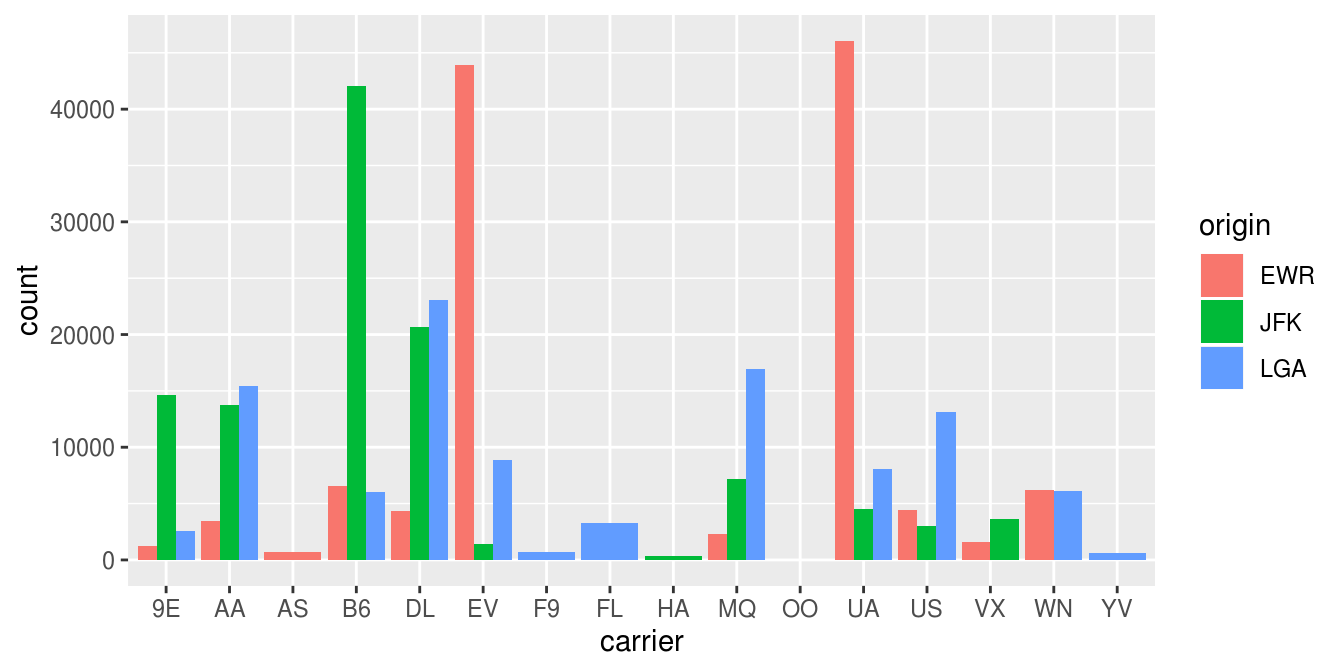 40000
30000
20000
10000
0
count
9E AA AS B6 DL EV F9 FL HA MQ OO UA US VX WN YV
carrier
origin
EWR
JFK
LGA